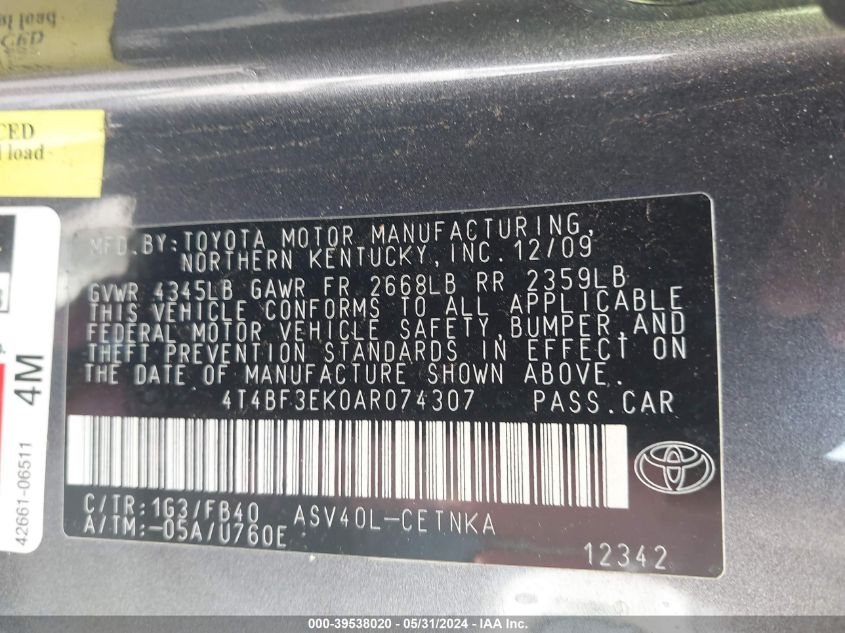 al load
CED
CED
l load
MFD.BY:TOYOTA MOTOR MANUFACTURING,
NORTHERN KENTUCKY,INC.12/09
GVWR 4345LB GAWR FR 2668LB RR 2359LB
THIS VEHICLE CONFORMS TO ALL APPLICABLE
FEDERAL MOTOR VEHICLE SAFETY,BUMPER,AND
THEFT PREVENTION STANDARDS IN EFFECT ON
THE DATE OF MANUFACTURE SHOWN ABOVE.
4T4BF3EK0AR074307 PASS.CAR
C/TR:1G3/FB40 ASV40L-CETNKA
A/TM:-05A/U760E
12342
4M
42661-06511
000-39538020 / 05/31/2024 / © IAA, Inc.